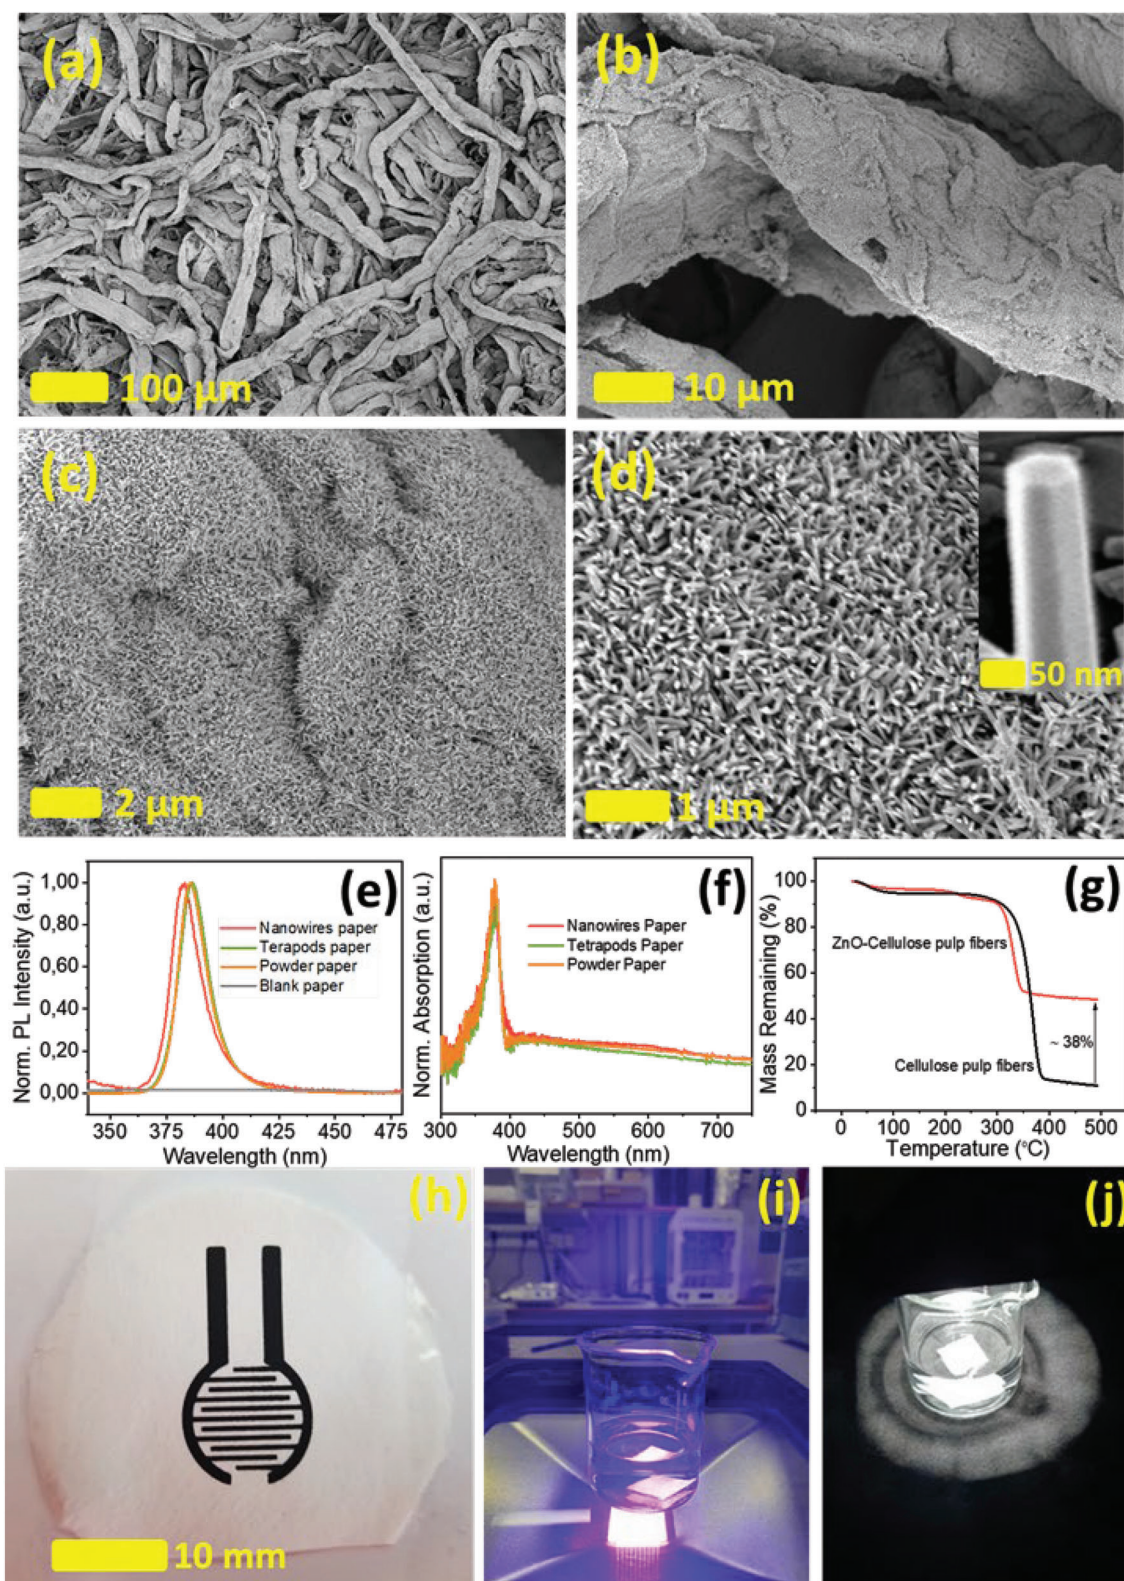 (a)
100 µm
(b)
10 µm
(c)
2 µm
(d)
50 nm
1 µm
(e)
Norm. PL Intensity (a.u.)
1,00
0,80
0,60
0,40
0,20
0,00
Nanowires paper
Terapods paper
Powder paper
Blank paper
350 375 400 425 450 475
Wavelength (nm)
(f)
Norm. Absorption (a.u.)
Nanowires Paper
Tetrapods Paper
Powder Paper
300 400 500 600 700
Wavelength (nm)
(g)
Mass Remaining (%)
100
80
60
40
20
10
ZnO-Cellulose pulp fibers
~ 38%
Cellulose pulp fibers
0 100 200 300 400 500
Temperature (°C)
(h)
10 mm
(i)
(j)